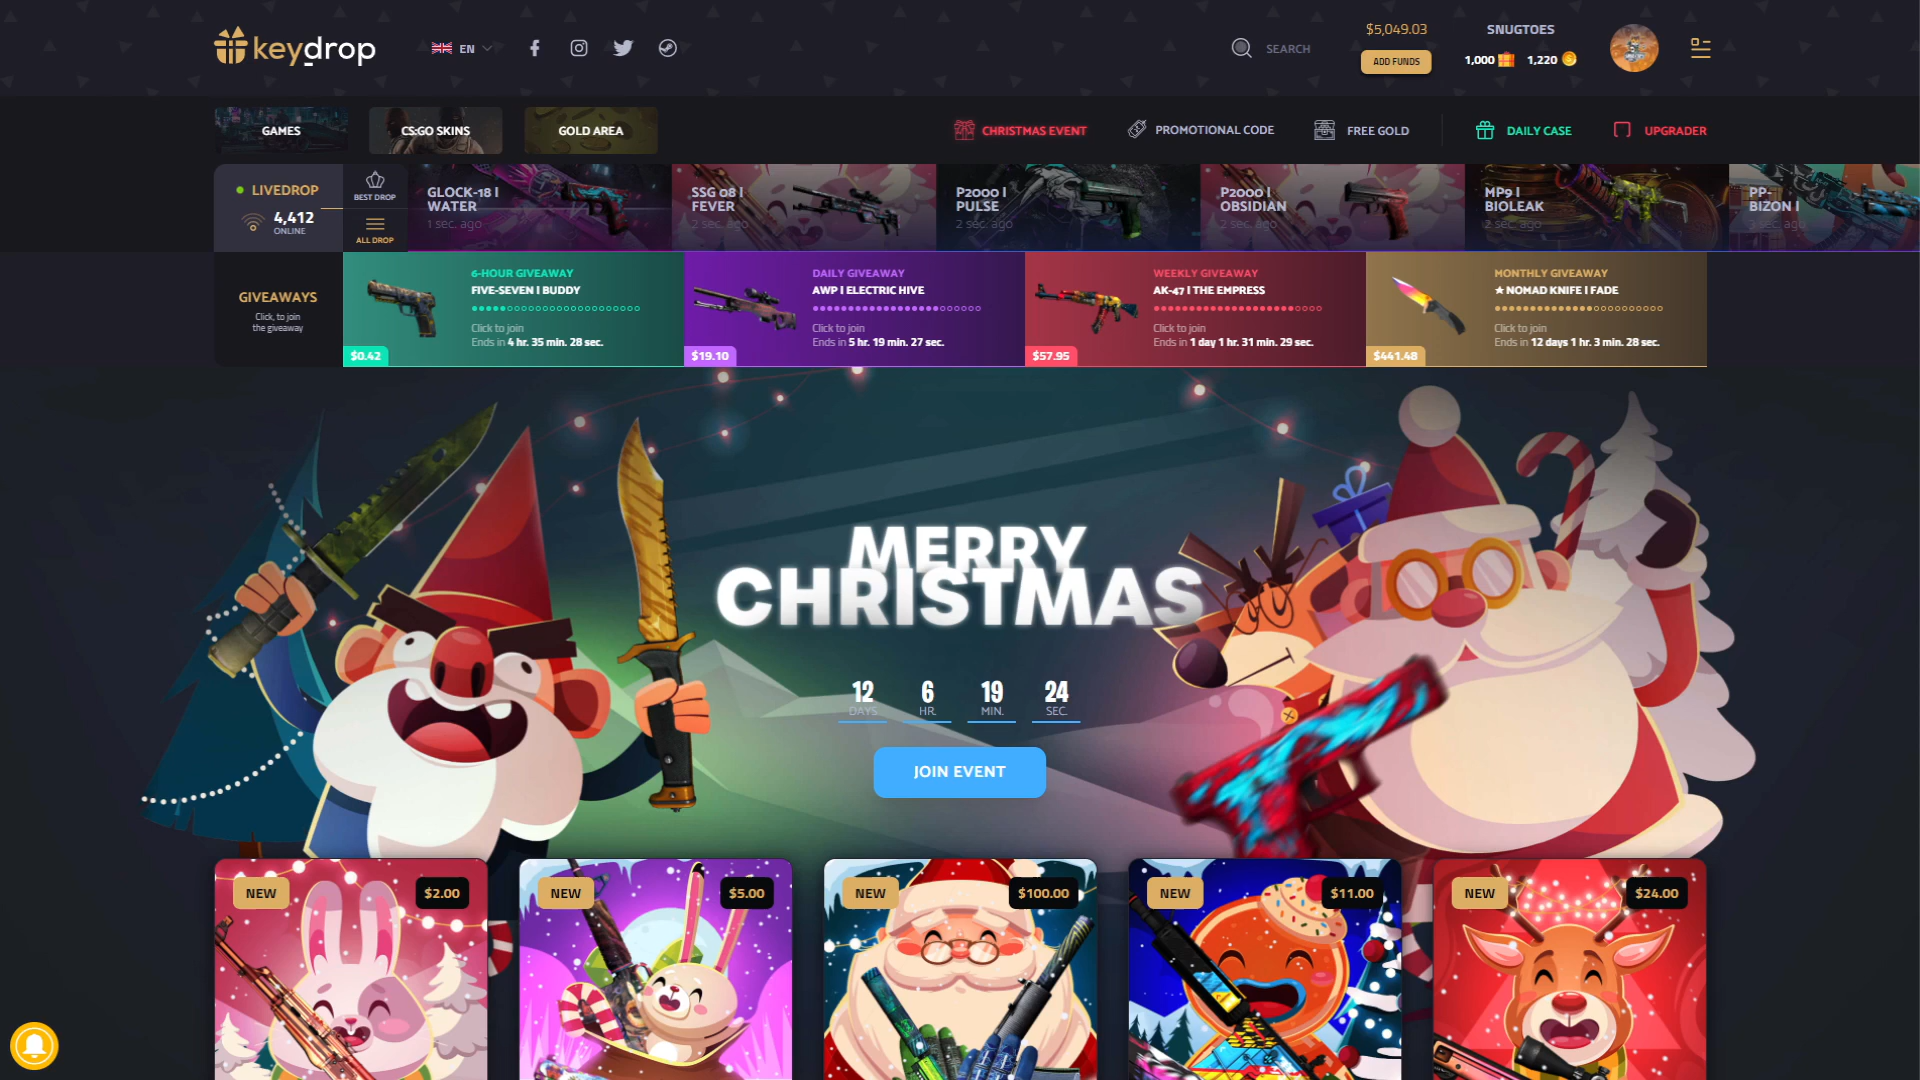 keydrop
EN
SEARCH
$5,049.03
ADD FUNDS
SNUGTOES
1,000
1,220
GAMES
CS:GO SKINS
GOLD AREA
CHRISTMAS EVENT
PROMOTIONAL CODE
FREE GOLD
DAILY CASE
UPGRADER
LIVEDROP
4,412
ONLINE
BEST DROP
ALL DROP
GLOCK-18 |
WATER
1 sec. ago
SSG 08 |
FEVER
2 sec. ago
P2000 |
PULSE
2 sec. ago
P2000 |
OBSIDIAN
2 sec. ago
MP9 |
BIOLEAK
2 sec. ago
PP-
BIZON |
3 sec. ago
GIVEAWAYS
Click, to join
the giveaway
6-HOUR GIVEAWAY
FIVE-SEVEN | BUDDY
Click to join
Ends in 4 hr. 35 min. 28 sec.
$0.42
DAILY GIVEAWAY
AWP | ELECTRIC HIVE
Click to join
Ends in 5 hr. 19 min. 27 sec.
$19.10
WEEKLY GIVEAWAY
AK-47 | THE EMPRESS
Click to join
Ends in 1 day 1 hr. 31 min. 29 sec.
$57.95
MONTHLY GIVEAWAY
★ NOMAD KNIFE | FADE
Click to join
Ends in 12 days 1 hr. 3 min. 28 sec.
$441.48
MERRY
CHRISTMAS
12 6 19 24
DAYS HR. MIN. SEC.
JOIN EVENT
NEW $2.00
NEW $5.00
NEW $100.00
NEW $11.00
NEW $24.00